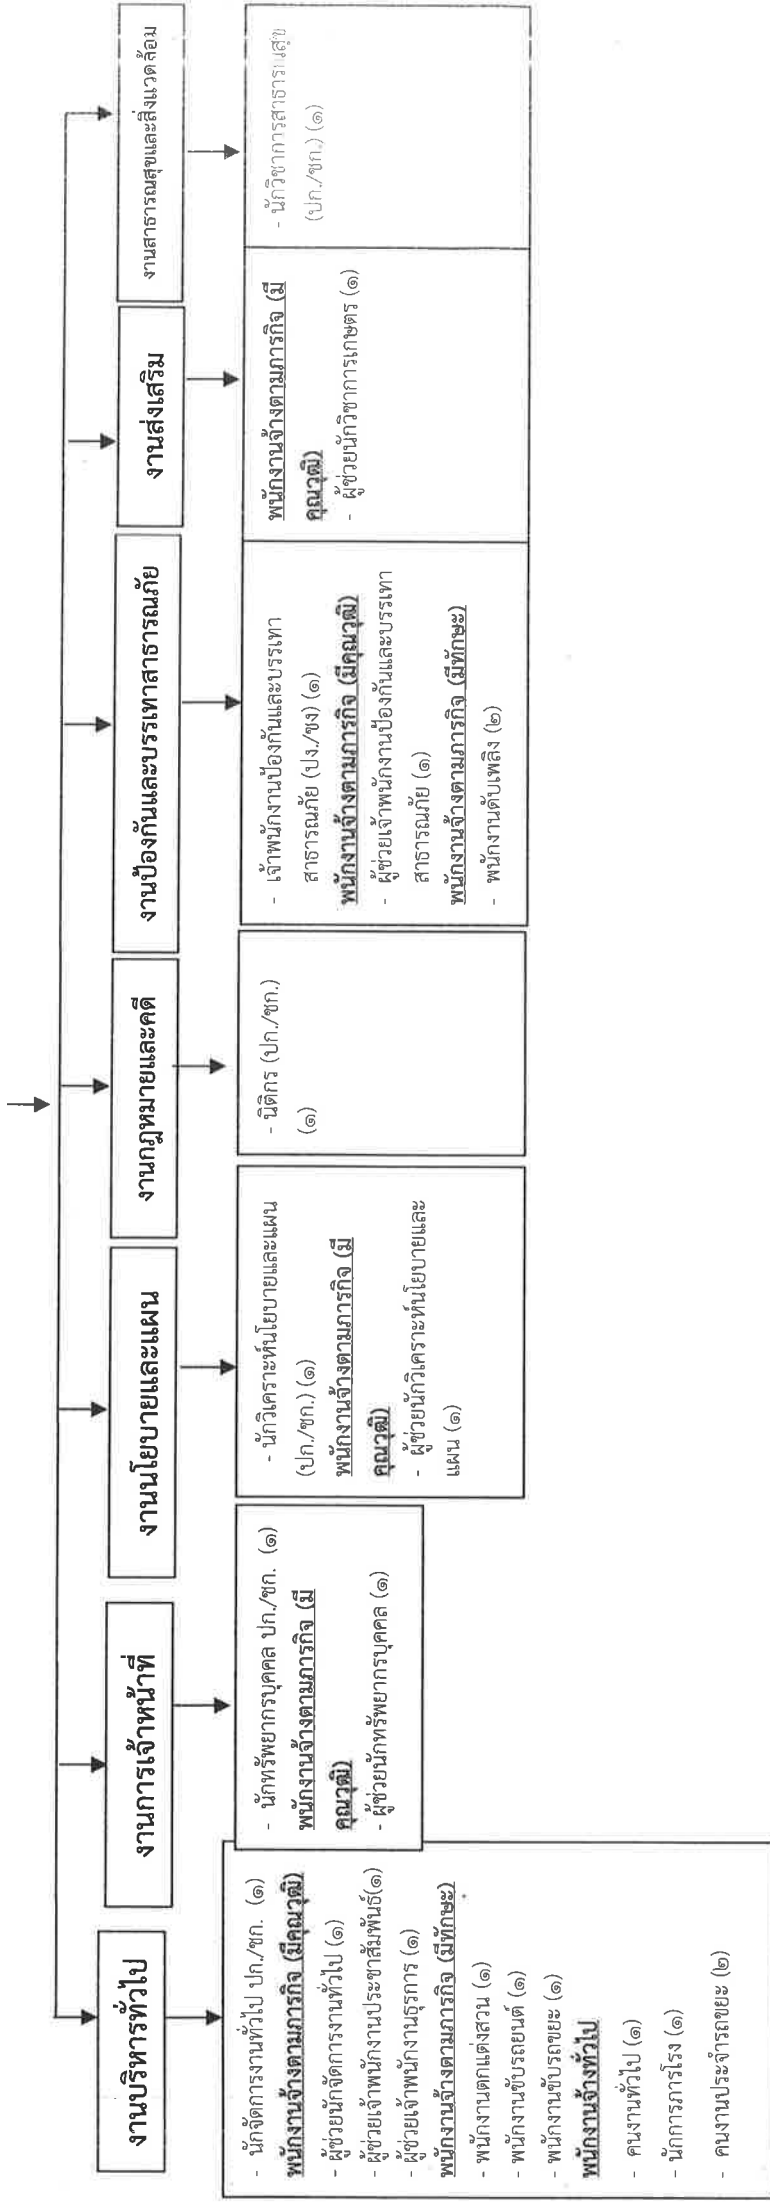 งานบริหารทั่วไป
- นักจัดการงานทั่วไป ปก./ชก. (๑)
พนักงานจ้างตามภารกิจ (มีคุณวุฒิ)
- ผู้ช่วยนักจัดการงานทั่วไป (๑)
- ผู้ช่วยเจ้าพนักงานประชาสัมพันธ์(๑)
- ผู้ช่วยเจ้าพนักงานธุรการ (๑)
พนักงานจ้างตามภารกิจ (มีทักษะ)
- พนักงานตกแต่งสวน (๑)
- พนักงานขับรถยนต์ (๑)
- พนักงานขับรถขยะ (๑)
พนักงานจ้างทั่วไป
- คนงานทั่วไป (๑)
- นักการภารโรง (๑)
- คนงานประจำรถขยะ (๒)
งานการเจ้าหน้าที่
- นักทรัพยากรบุคคล ปก./ชก. (๑)
พนักงานจ้างตามภารกิจ (มี
คุณวุฒิ)
- ผู้ช่วยนักทรัพยากรบุคคล (๑)
งานนโยบายและแผน
- นักวิเคราะห์นโยบายและแผน
(ปก./ชก.) (๑)
พนักงานจ้างตามภารกิจ (มี
คุณวุฒิ)
- ผู้ช่วยนักวิเคราะห์นโยบายและ
แผน (๑)
งานกฎหมายและคดี
- นิติกร (ปก./ชก.)
(๑)
งานป้องกันและบรรเทาสาธารณภัย
- เจ้าพนักงานป้องกันและบรรเทา
สาธารณภัย (ปง./ชง) (๑)
พนักงานจ้างตามภารกิจ (มีคุณวุฒิ)
- ผู้ช่วยเจ้าพนักงานป้องกันและบรรเทา
สาธารณภัย (๑)
พนักงานจ้างตามภารกิจ (มีทักษะ)
- พนักงานดับเพลิง (๒)
งานส่งเสริม
พนักงานจ้างตามภารกิจ (มี
คุณวุฒิ)
- ผู้ช่วยนักวิชาการเกษตร (๑)
งานสาธารณสุขและสิ่งแวดล้อม
- นักวิชาการสาธารณสุข
(ปก./ชก.) (๑)